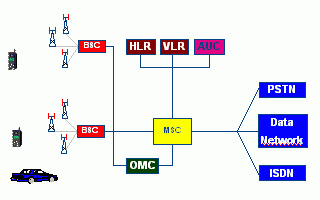 BSC
HLR
VLR
AUC
PSTN
BSC
MSC
Data
Network
OMC
ISDN